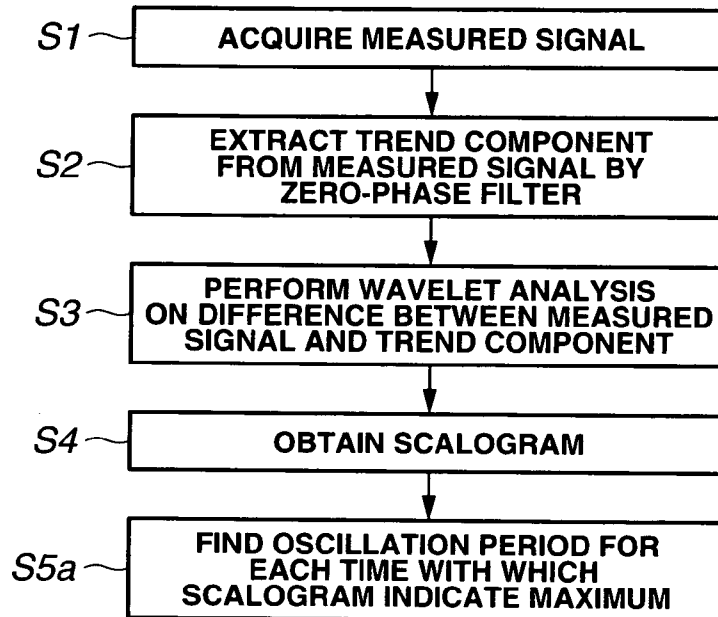 S1
ACQUIRE MEASURED SIGNAL
S2
EXTRACT TREND COMPONENT
FROM MEASURED SIGNAL BY
ZERO-PHASE FILTER
S3
PERFORM WAVELET ANALYSIS
ON DIFFERENCE BETWEEN MEASURED
SIGNAL AND TREND COMPONENT
S4
OBTAIN SCALOGRAM
S5a
FIND OSCILLATION PERIOD FOR
EACH TIME WITH WHICH
SCALOGRAM INDICATE MAXIMUM